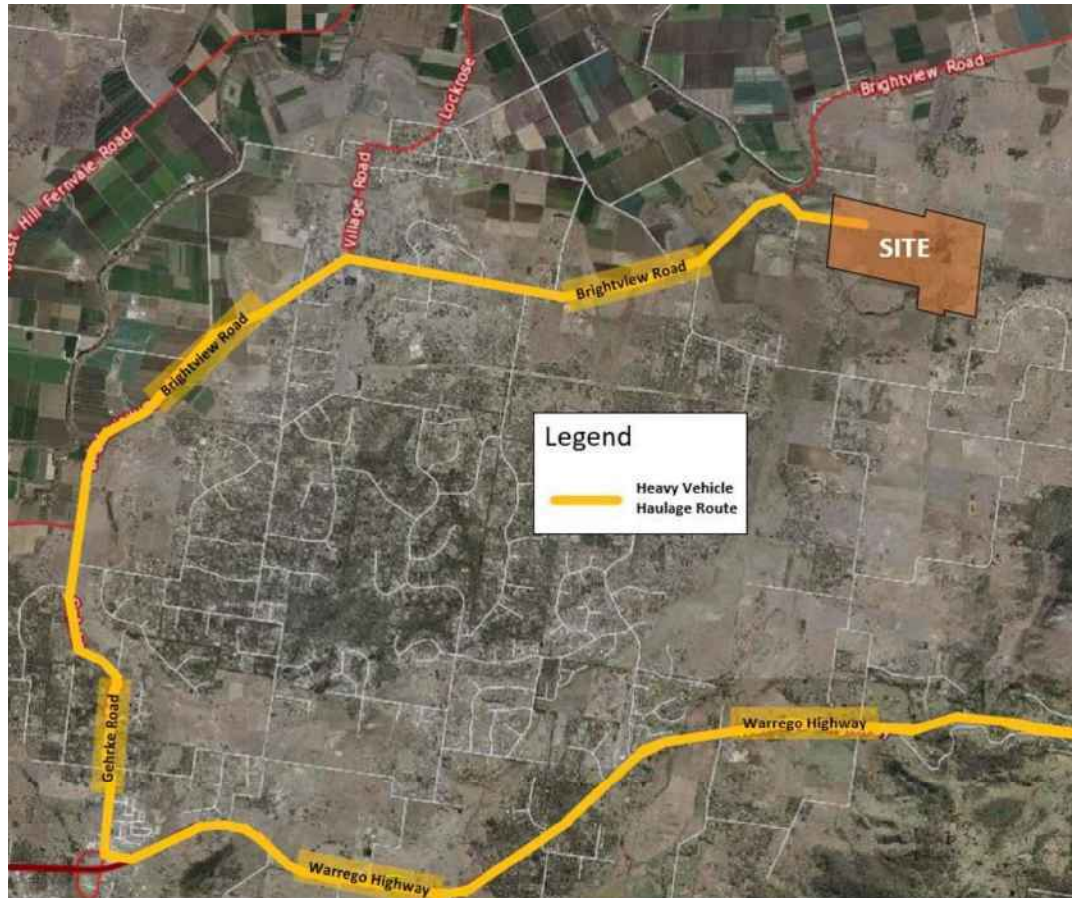 Brightview Road
Lockrose
Village Road
Hill Fernvale Road
SITE
Brightview Road
Brightview Road
Legend
Heavy Vehicle
Haulage Route
Gehrke Road
Warrego Highway
Warrego Highway